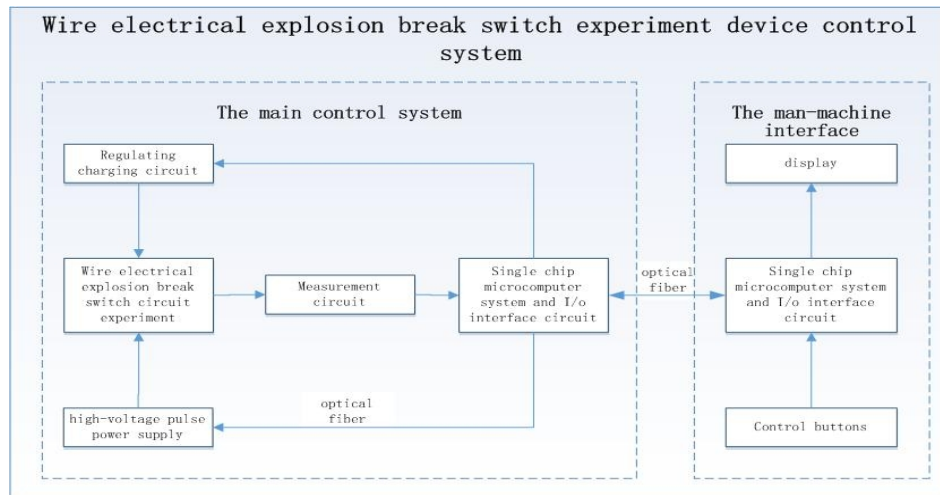 Wire electrical explosion break switch experiment device control
system
The main control system
Regulating
charging circuit
Wire electrical
explosion break
switch circuit
experiment
high-voltage pulse
power supply
Measurement
circuit
Single chip
microcomputer
system and I/o
interface circuit
optical
fiber
optical
fiber
The man-machine
interface
display
Single chip
microcomputer system
and I/o interface
circuit
Control buttons